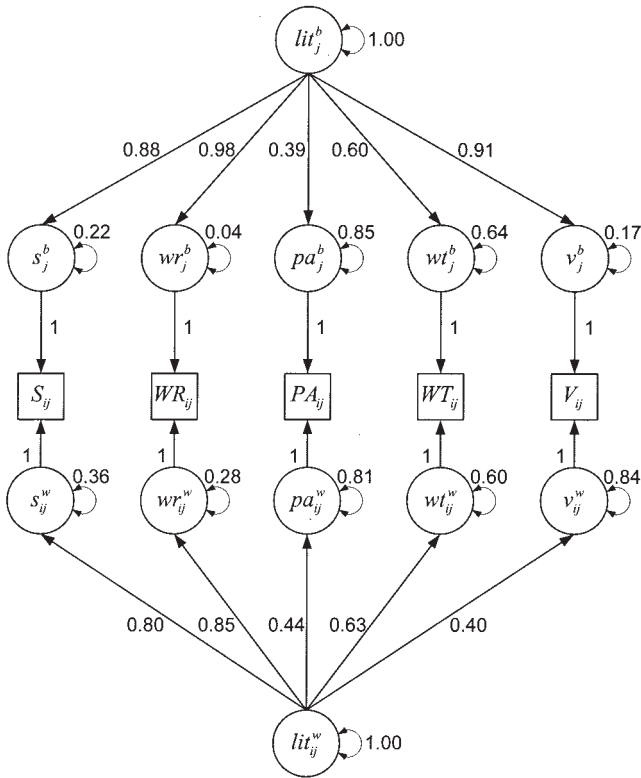 lit_j^b 1.00
0.88 0.98 0.39 0.60 0.91
0.22 0.04 0.85 0.64 0.17
s_j^b wr_j^b pa_j^b wt_j^b v_j^b
1 1 1 1 1
S_ij WR_ij PA_ij WT_ij V_ij
1 1 1 1 1
0.36 0.28 0.81 0.60 0.84
s_ij^w wr_ij^w pa_ij^w wt_ij^w v_ij^w
0.80 0.85 0.44 0.63 0.40
lit_ij^w 1.00